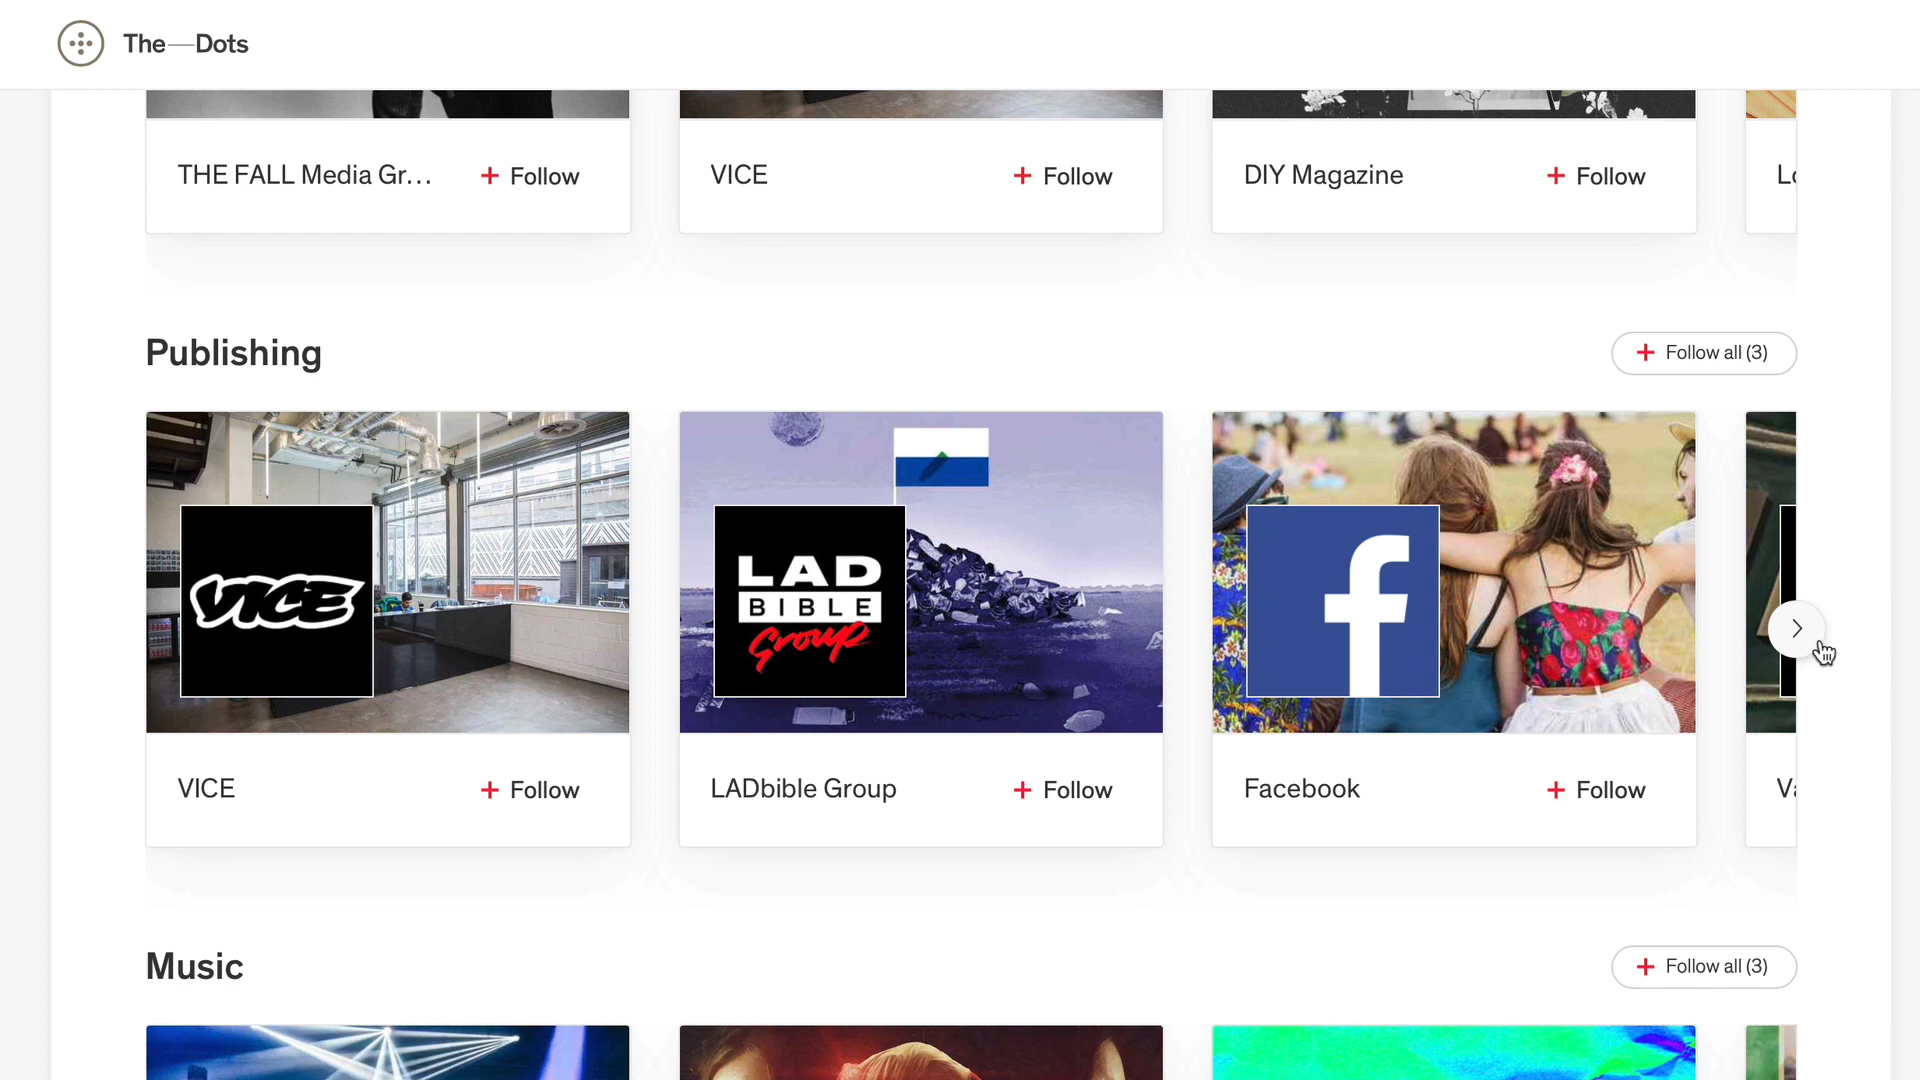 The—Dots
THE FALL Media Gr...
+ Follow
VICE
+ Follow
DIY Magazine
+ Follow
Publishing
+ Follow all (3)
VICE
LAD
BIBLE
Group
f
VICE
+ Follow
LADbible Group
+ Follow
Facebook
+ Follow
Music
+ Follow all (3)